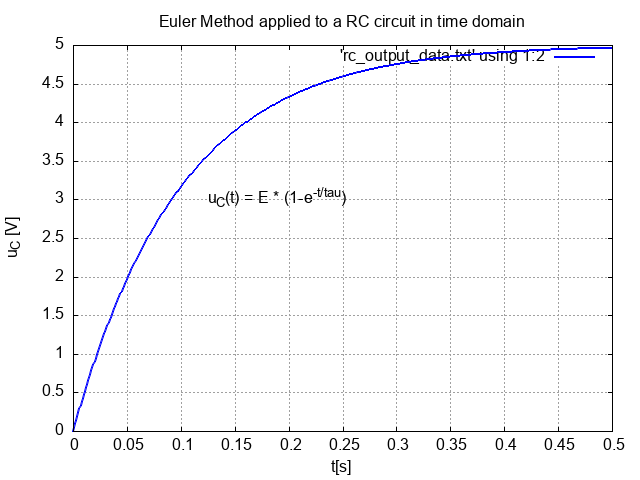 Euler Method applied to a RC circuit in time domain
'rc_output_data.txt' using 1:2
5
4.5
4
3.5
3
2.5
2
1.5
1
0.5
0
u_C(t) = E * (1-e^-t/tau)
u_C [V]
0 0.05 0.1 0.15 0.2 0.25 0.3 0.35 0.4 0.45 0.5
t[s]